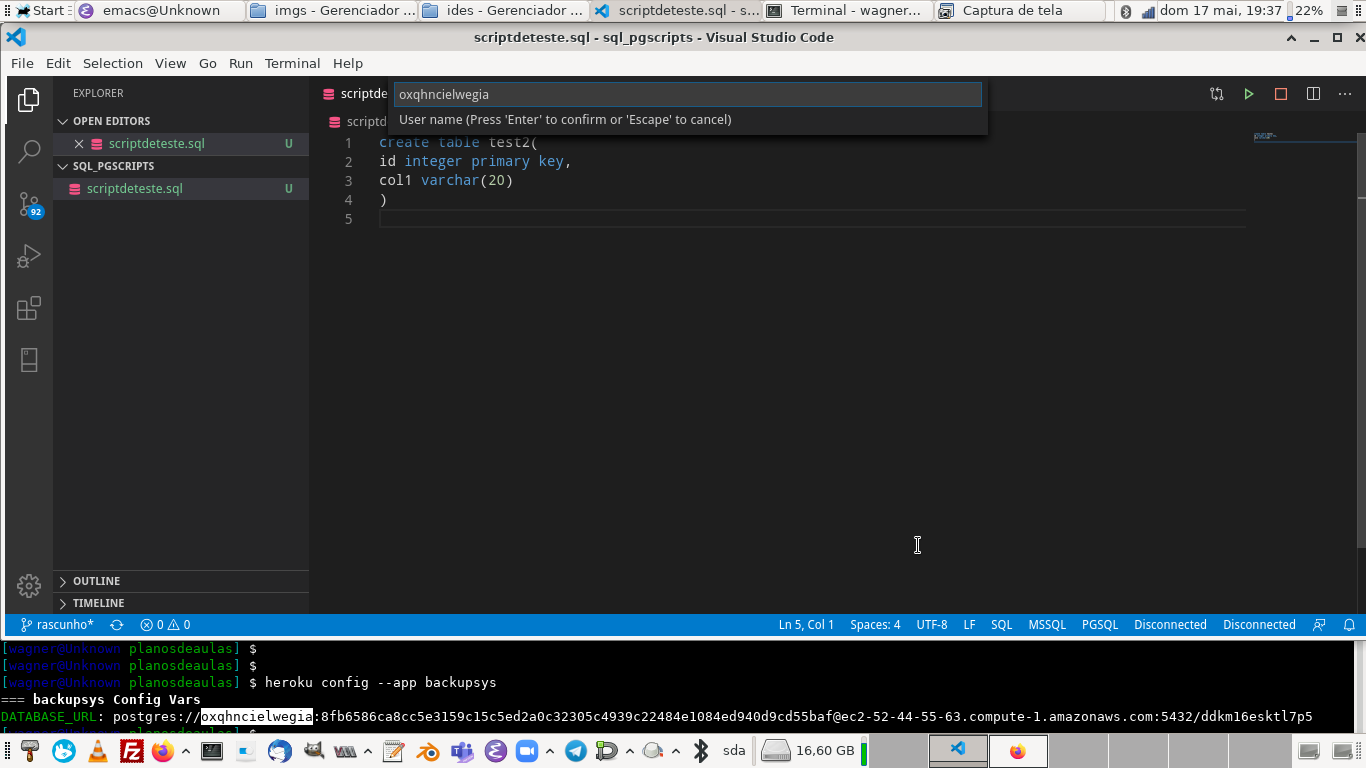 Start emacs@Unknown imgs - Gerenciador ... ides - Gerenciador ... scriptdeteste.sql - s... Terminal - wagner... Captura de tela dom 17 mai, 19:37 22%
scriptdeteste.sql - sql_pgscripts - Visual Studio Code
File Edit Selection View Go Run Terminal Help
EXPLORER
OPEN EDITORS
scriptdeteste.sql U
SQL_PGSCRIPTS
scriptdeteste.sql U
92
OUTLINE
TIMELINE
scriptde
oxqhncielwegia
scriptd
User name (Press 'Enter' to confirm or 'Escape' to cancel)
1 create table test2(
2 id integer primary key,
3 col1 varchar(20)
4 )
5
rascunho* 0 0 Ln 5, Col 1 Spaces: 4 UTF-8 LF SQL MSSQL PGSQL Disconnected Disconnected
[wagner@Unknown planosdeaulas] $
[wagner@Unknown planosdeaulas] $
[wagner@Unknown planosdeaulas] $ heroku config --app backupsys
=== backupsys Config Vars
DATABASE_URL: postgres://oxqhncielwegia:8fb6586ca8cc5e3159c15c5ed2a0c32305c4939c22484e1084ed940d9cd55baf@ec2-52-44-55-63.compute-1.amazonaws.com:5432/ddkm16esktl7p5
sda 16,60 GB